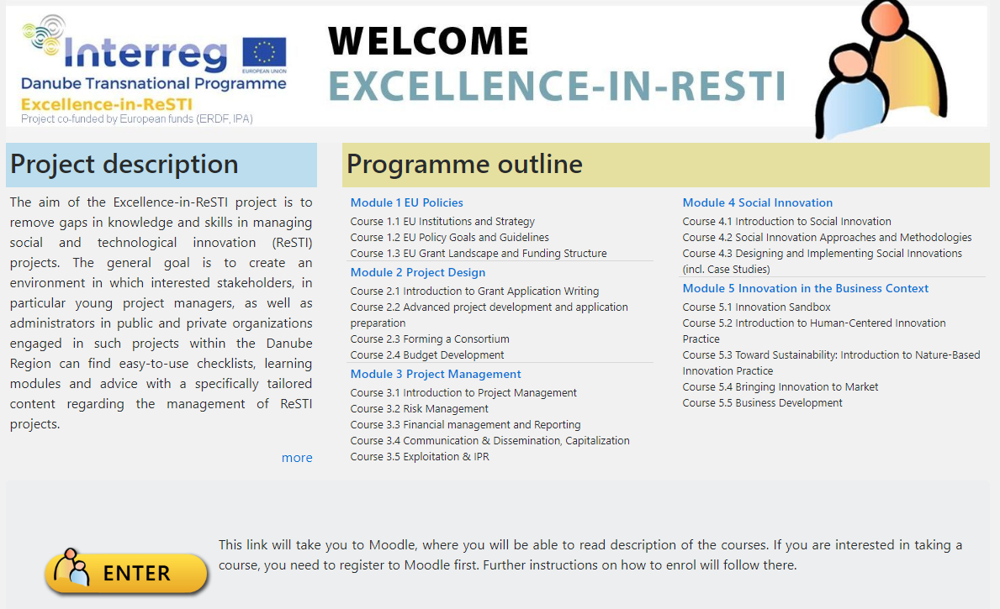 Interreg
EUROPEAN UNION
Danube Transnational Programme
Excellence-in-ReSTI
Project co-funded by European funds (ERDF, IPA)
WELCOME
EXCELLENCE-IN-RESTI
Project description
The aim of the Excellence-in-ReSTI project is to
remove gaps in knowledge and skills in managing
social and technological innovation (ReSTI)
projects. The general goal is to create an
environment in which interested stakeholders, in
particular young project managers, as well as
administrators in public and private organizations
engaged in such projects within the Danube
Region can find easy-to-use checklists, learning
modules and advice with a specifically tailored
content regarding the management of ReSTI
projects.
more
Programme outline
Module 1 EU Policies
Course 1.1 EU Institutions and Strategy
Course 1.2 EU Policy Goals and Guidelines
Course 1.3 EU Grant Landscape and Funding Structure
Module 2 Project Design
Course 2.1 Introduction to Grant Application Writing
Course 2.2 Advanced project development and application
preparation
Course 2.3 Forming a Consortium
Course 2.4 Budget Development
Module 3 Project Management
Course 3.1 Introduction to Project Management
Course 3.2 Risk Management
Course 3.3 Financial management and Reporting
Course 3.4 Communication & Dissemination, Capitalization
Course 3.5 Exploitation & IPR
Module 4 Social Innovation
Course 4.1 Introduction to Social Innovation
Course 4.2 Social Innovation Approaches and Methodologies
Course 4.3 Designing and Implementing Social Innovations
(incl. Case Studies)
Module 5 Innovation in the Business Context
Course 5.1 Innovation Sandbox
Course 5.2 Introduction to Human-Centered Innovation
Practice
Course 5.3 Toward Sustainability: Introduction to Nature-Based
Innovation Practice
Course 5.4 Bringing Innovation to Market
Course 5.5 Business Development
ENTER
This link will take you to Moodle, where you will be able to read description of the courses. If you are interested in taking a
course, you need to register to Moodle first. Further instructions on how to enrol will follow there.